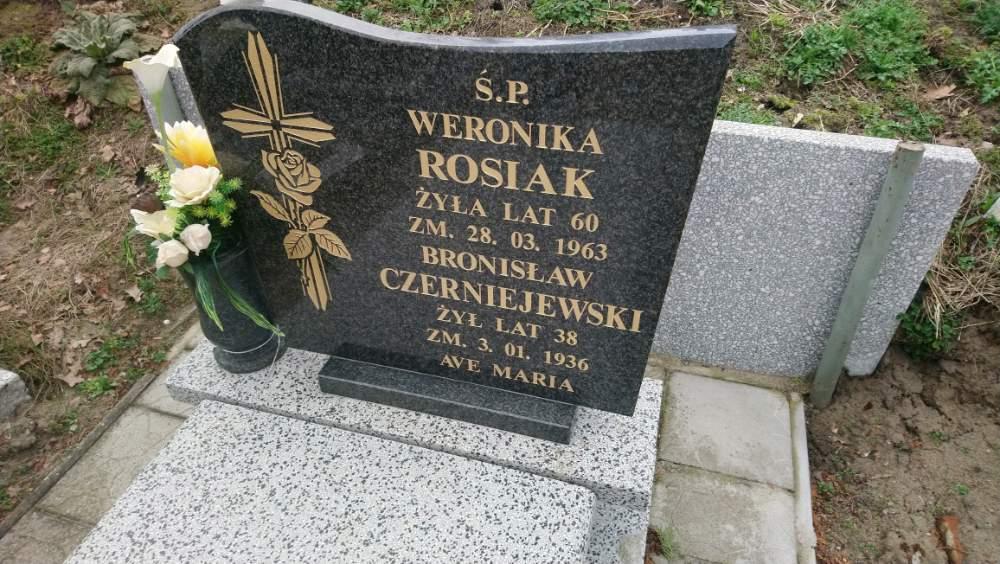 Ś.P.
WERONIKA
ROSIAK
ŻYŁA LAT 60
ZM. 28. 03. 1963
BRONISŁAW
CZERNIEJEWSKI
ŻYŁ LAT 38
ZM. 3. 01. 1936
AVE MARIA